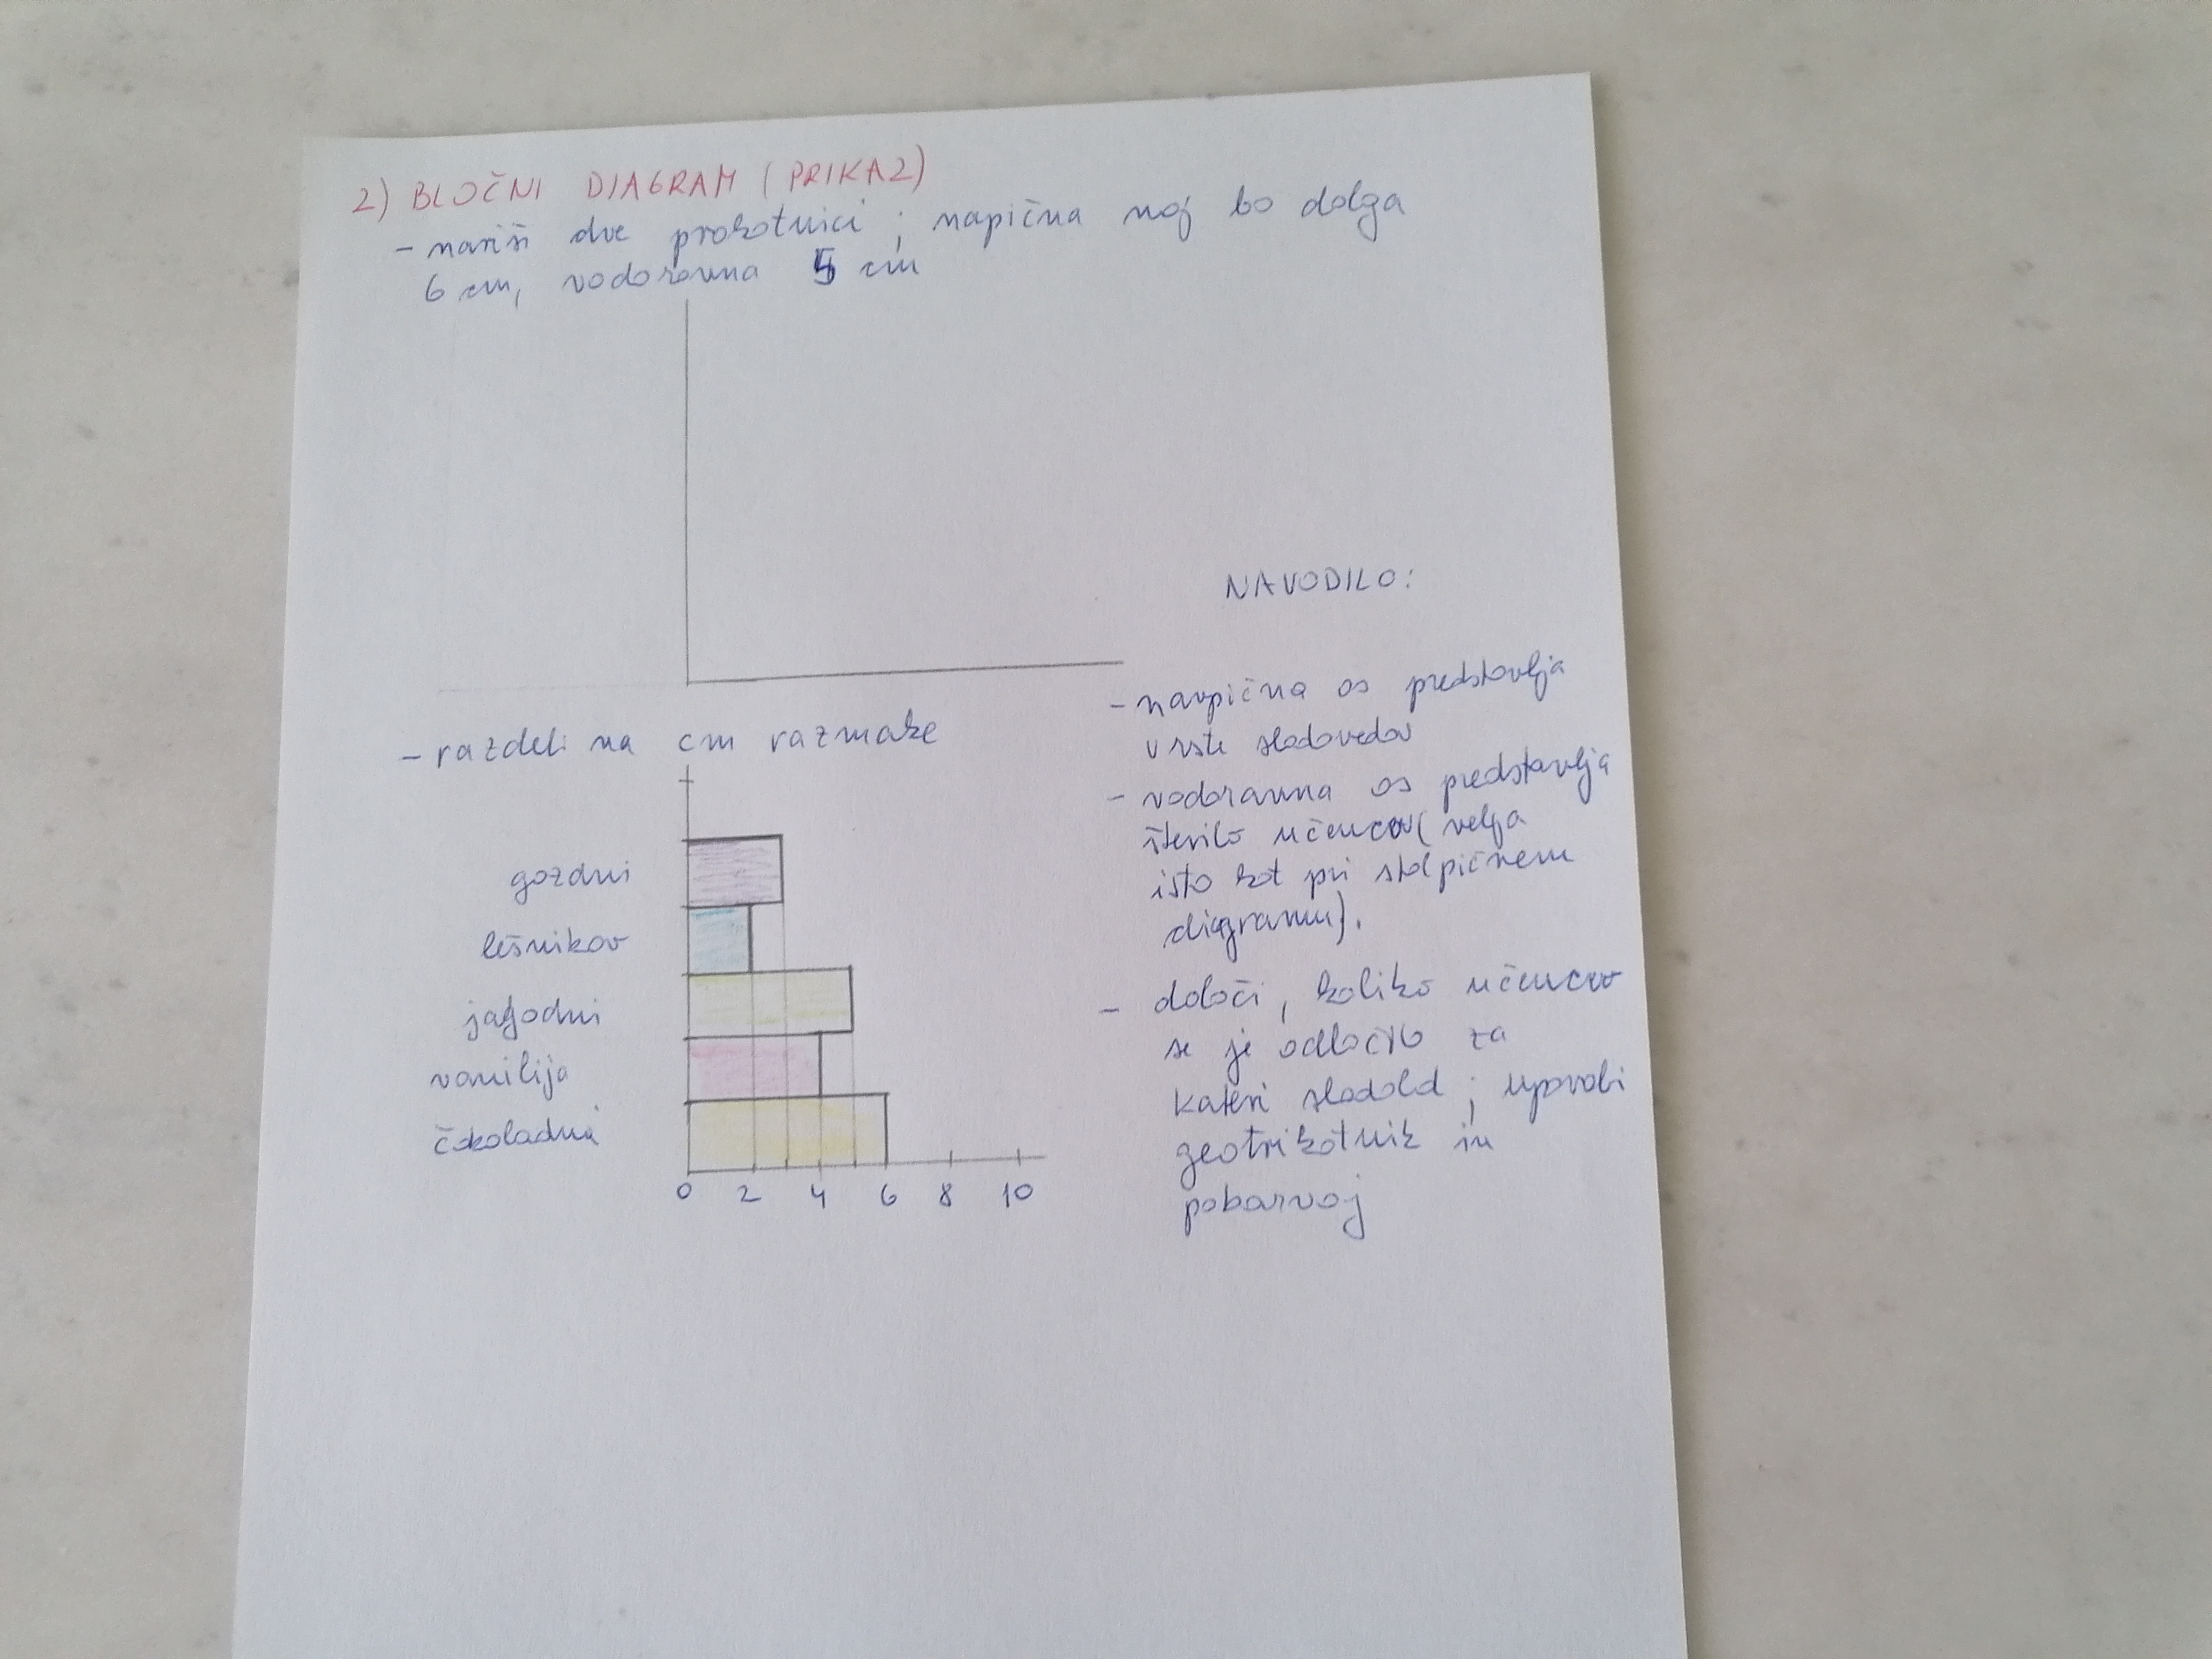 2) BLOČNI DIAGRAM (PRIKAZ)
- nariši dve pravokotnici ; napična naj bo dolga
6 cm, vodoravna 5 cm
- razdeli na cm razmake
gozdni
lešnikov
jagodni
vanilija
čokoladni
0 2 4 6 8 10
NAVODILO:
- navpična os predstavlja
vrste sladoledov
- vodoravna os predstavlja
število učencev (velja
isto kot pri stolpičnem
diagramu).
- določi, koliko učencev
se je odločilo za
kateri sladoled ; uporabi
geotrikotnik in
pobarvaj